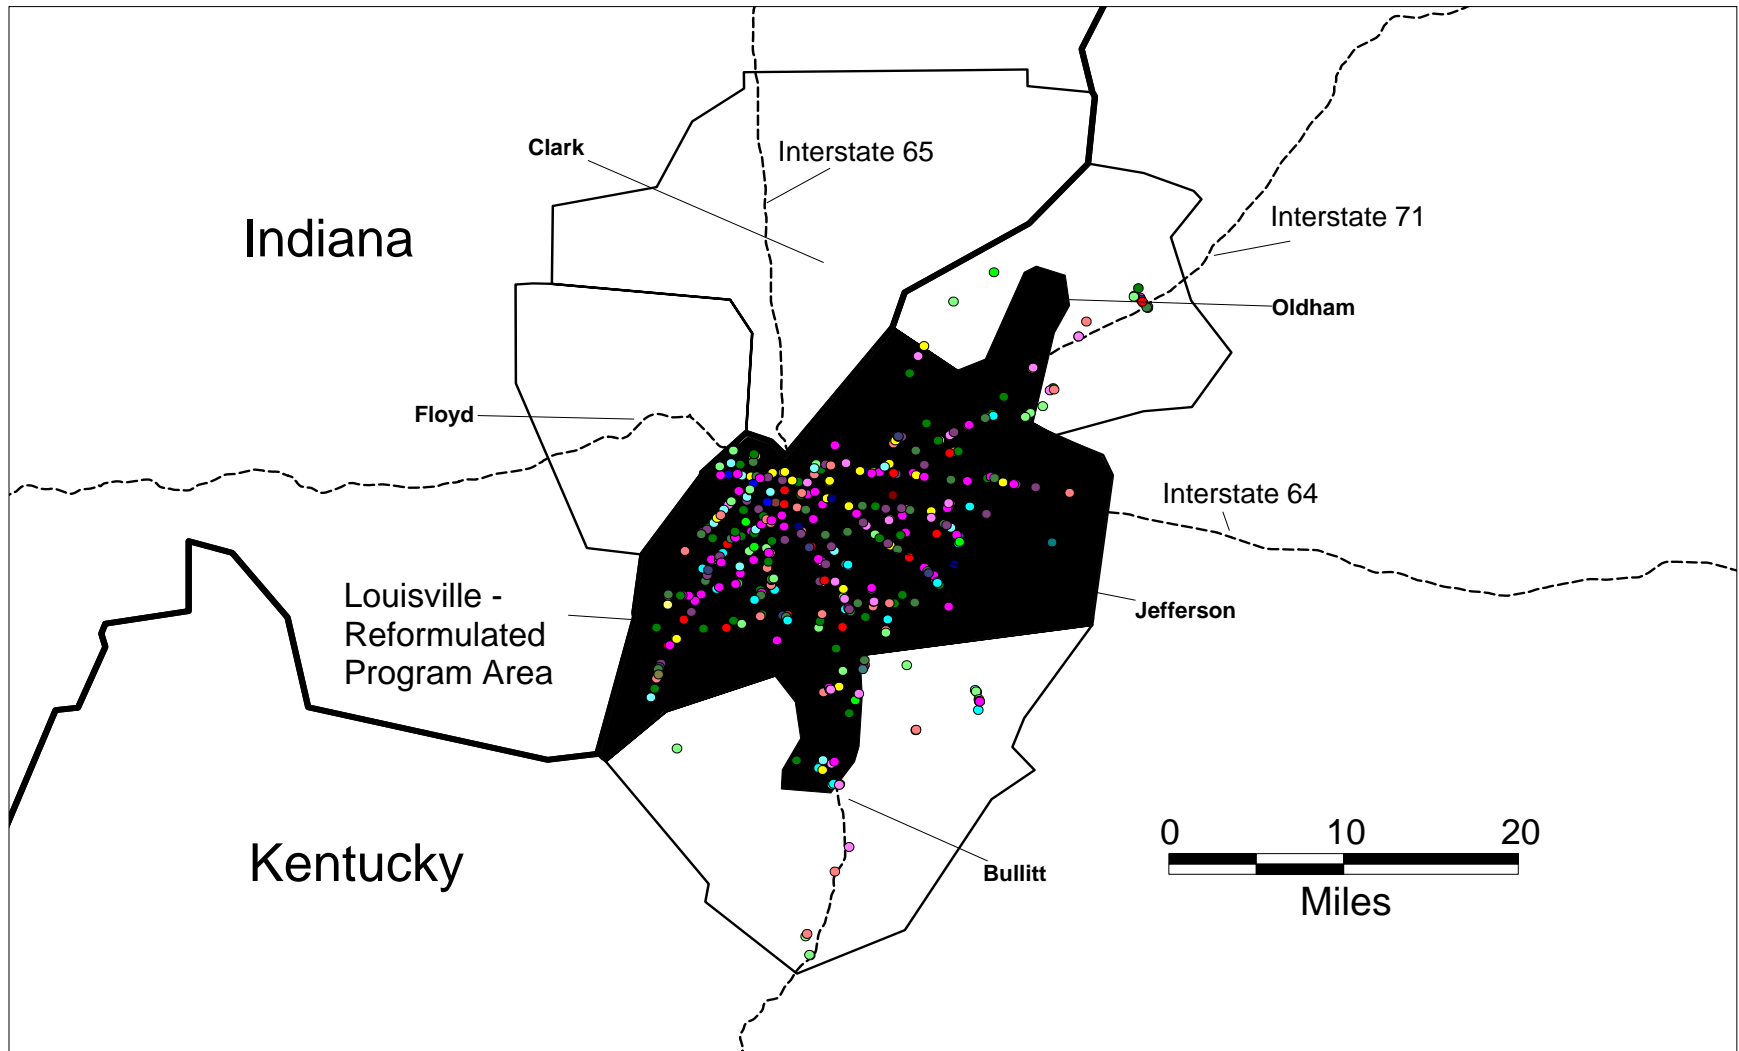 Clark
Interstate 65
Indiana
Interstate 71
Oldham
Floyd
Interstate 64
Louisville -
Reformulated
Program Area
Jefferson
0 10 20
Miles
Kentucky
Bullitt